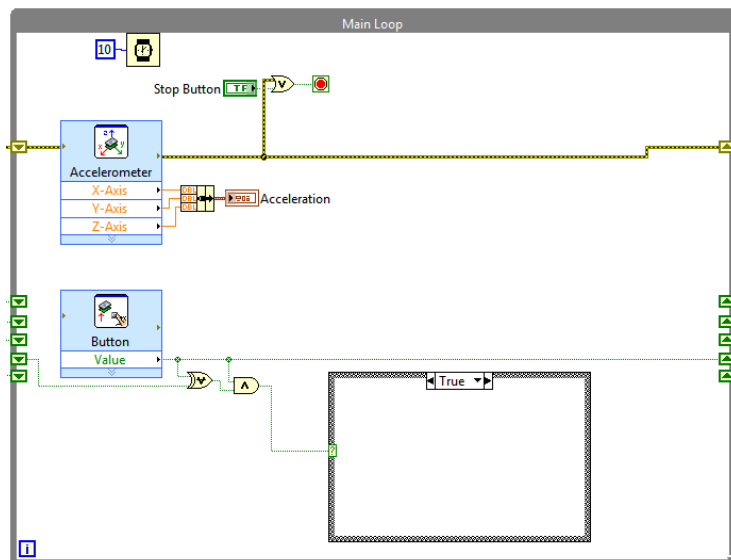 Main Loop
10
Stop Button
TF
Accelerometer
X-Axis
Y-Axis
Z-Axis
DBL
DBL
DBL
Acceleration
Button
Value
True
?
i